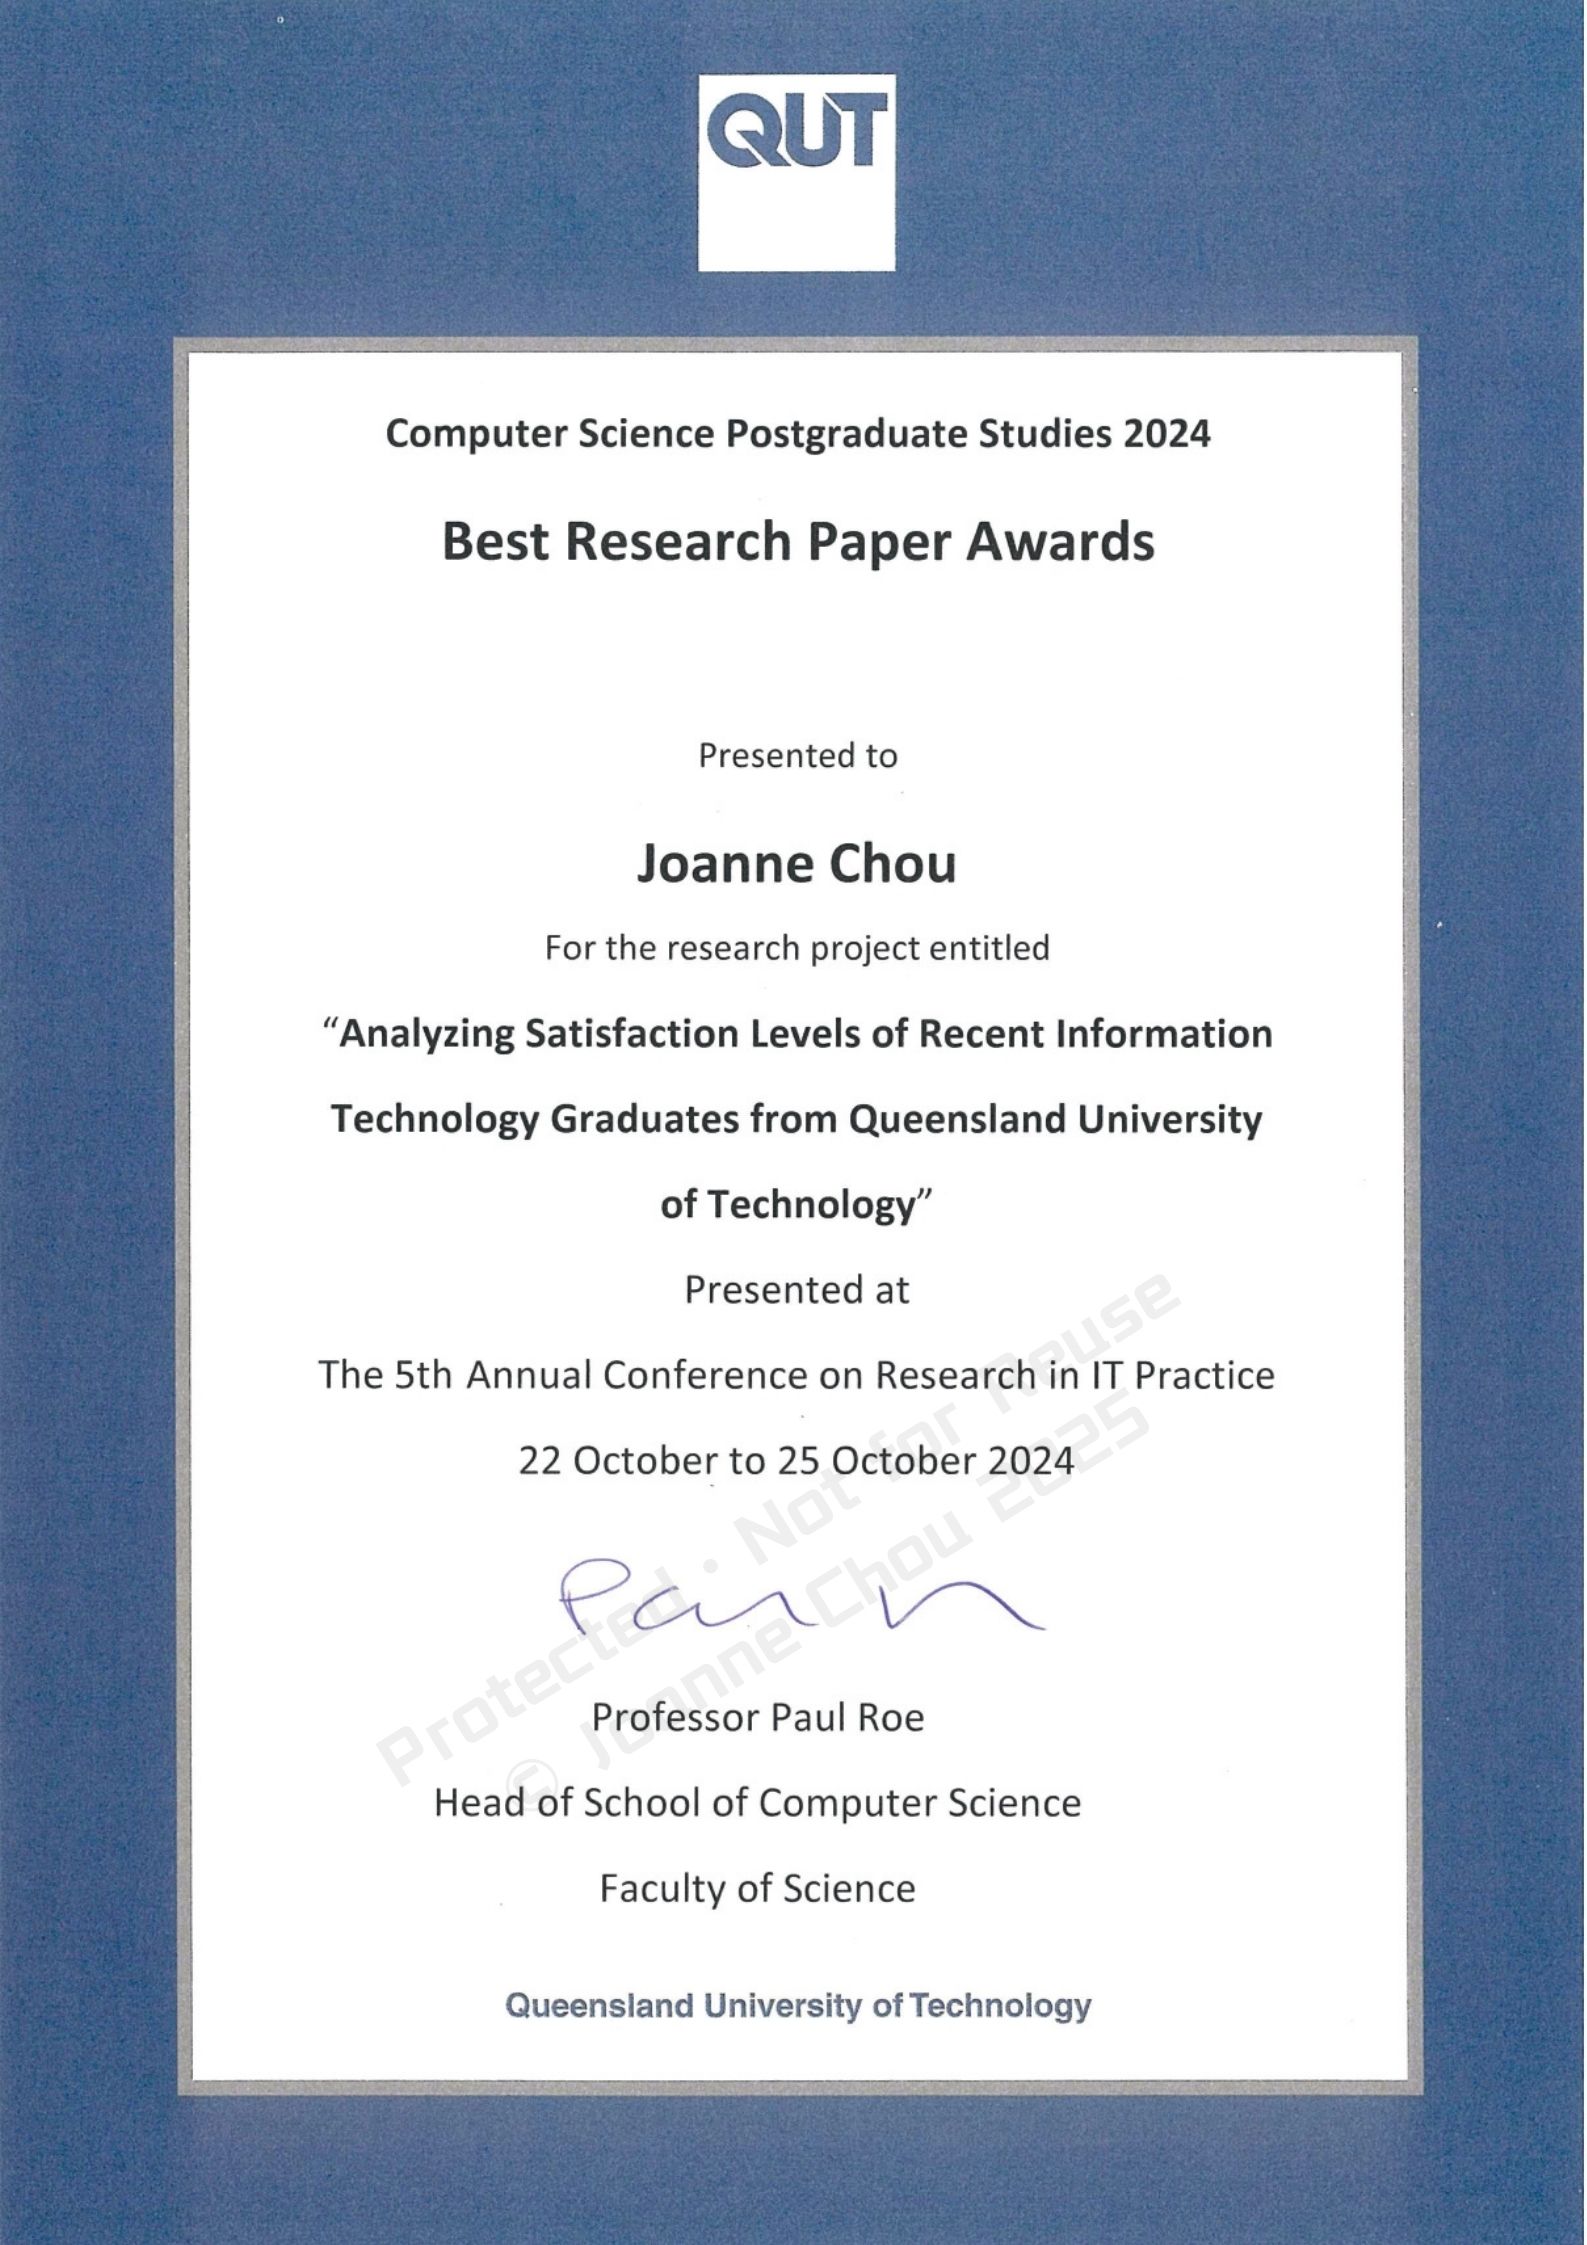 QUT
Computer Science Postgraduate Studies 2024
Best Research Paper Awards
Presented to
Joanne Chou
For the research project entitled
“Analyzing Satisfaction Levels of Recent Information
Technology Graduates from Queensland University
of Technology”
Presented at
The 5th Annual Conference on Research in IT Practice
22 October to 25 October 2024
Protected · Not for Reuse
© Joanne Chou 2025
Professor Paul Roe
Head of School of Computer Science
Faculty of Science
Queensland University of Technology